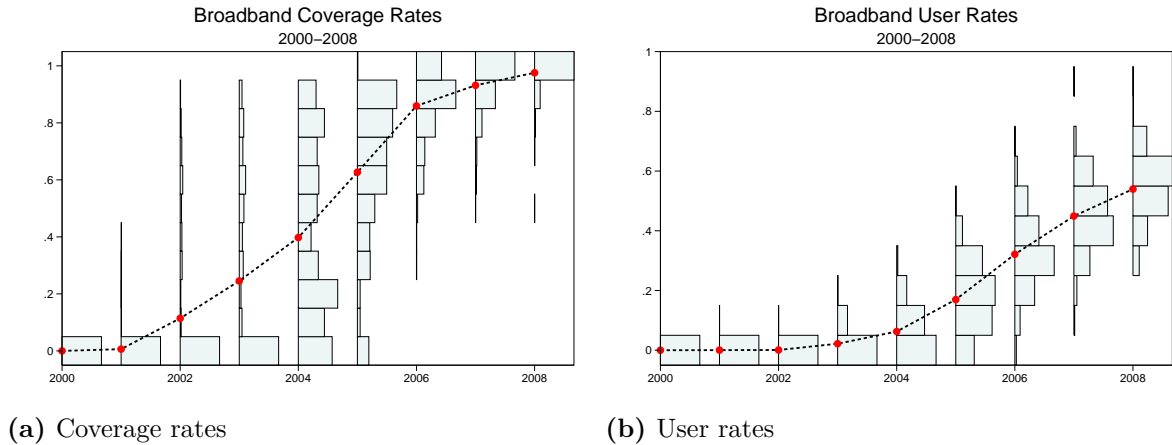 Broadband Coverage Rates
2000–2008
1
.8
.6
.4
.2
0
2000 2002 2004 2006 2008
(a) Coverage rates
Broadband User Rates
2000–2008
1
.8
.6
.4
.2
0
2000 2002 2004 2006 2008
(b) User rates